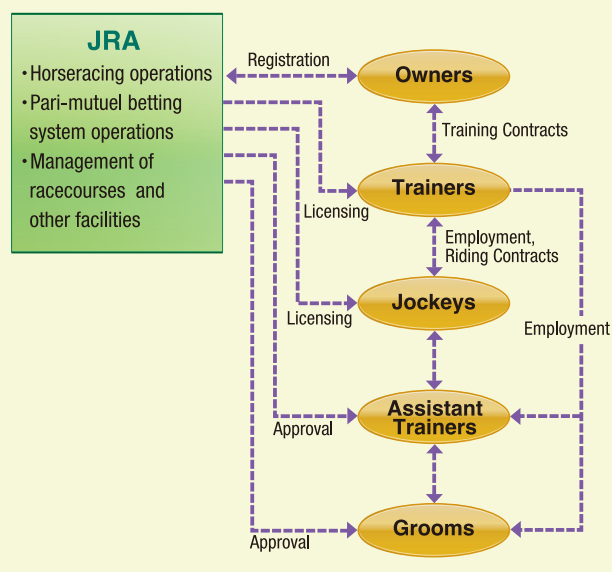 JRA
・Horseracing operations
・Pari-mutuel betting
system operations
・Management of
racecourses and
other facilities
Registration
Owners
Training Contracts
Trainers
Licensing
Employment,
Riding Contracts
Jockeys
Licensing
Employment
Assistant
Trainers
Approval
Grooms
Approval